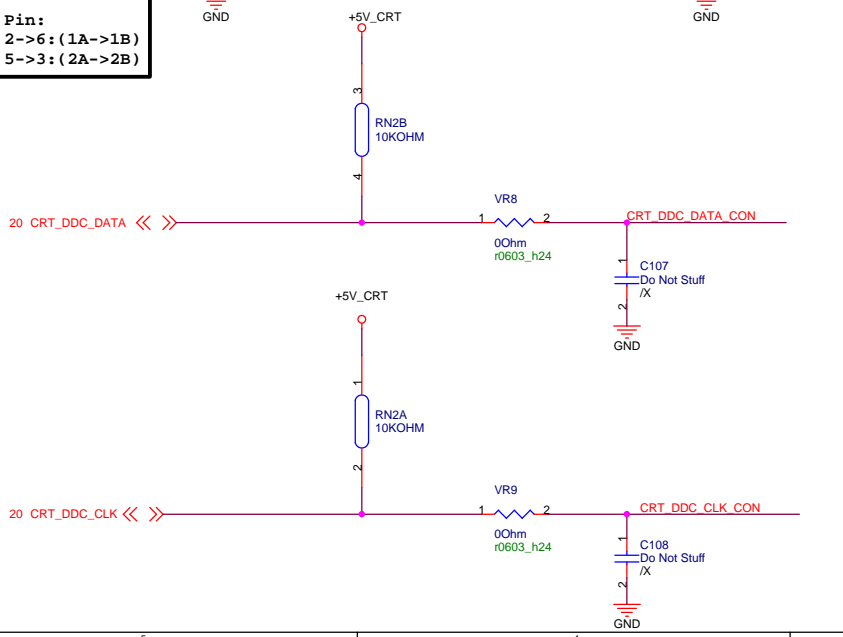 Pin:
2->6:(1A->1B)
5->3:(2A->2B)
GND
+5V_CRT
GND
3
RN2B
10KOHM
4
20 CRT_DDC_DATA
VR8
1
2
0Ohm
r0603_h24
CRT_DDC_DATA_CON
1
C107
Do Not Stuff
/X
2
GND
+5V_CRT
1
RN2A
10KOHM
2
20 CRT_DDC_CLK
VR9
1
2
0Ohm
r0603_h24
CRT_DDC_CLK_CON
1
C108
Do Not Stuff
/X
2
GND